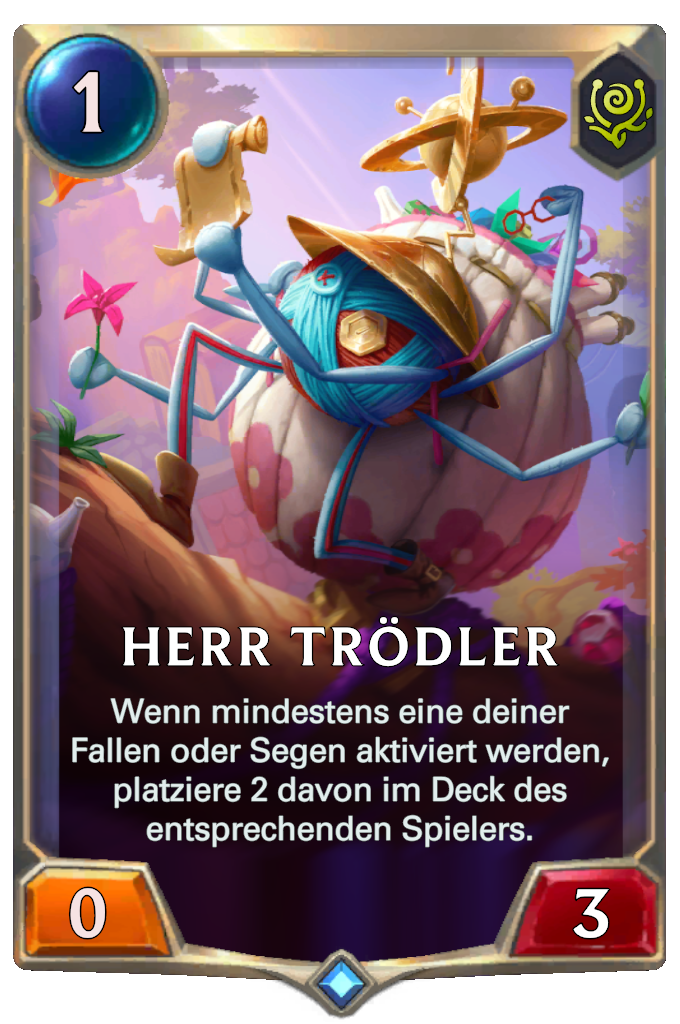 1
HERR TRÖDLER
Wenn mindestens eine deiner
Fallen oder Segen aktiviert werden,
platziere 2 davon im Deck des
entsprechenden Spielers.
0
3